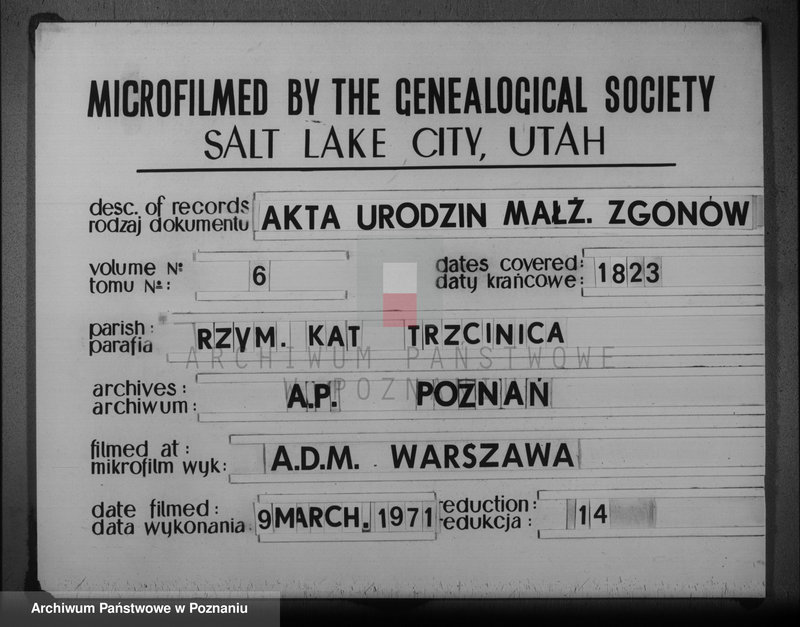 MICROFILMED BY THE GENEALOGICAL SOCIETY
SALT LAKE CITY, UTAH
desc. of records
rodzaj dokumentu
AKTA URODZIN MAŁŻ. ZGONÓW
volume Nº
tomu Nº:
6
dates covered:
daty krańcowe:
1823
parish:
parafia
RZYM. KAT TRZCINICA
ARCHIWUM PAŃSTWOWE
W POZNANIU
archives:
archiwum:
A.P. POZNAŃ
filmed at:
mikrofilm wyk:
A.D.M. WARSZAWA
date filmed:
data wykonania
9 MARCH. 1971
reduction:
redukcja:
14
Archiwum Państwowe w Poznaniu